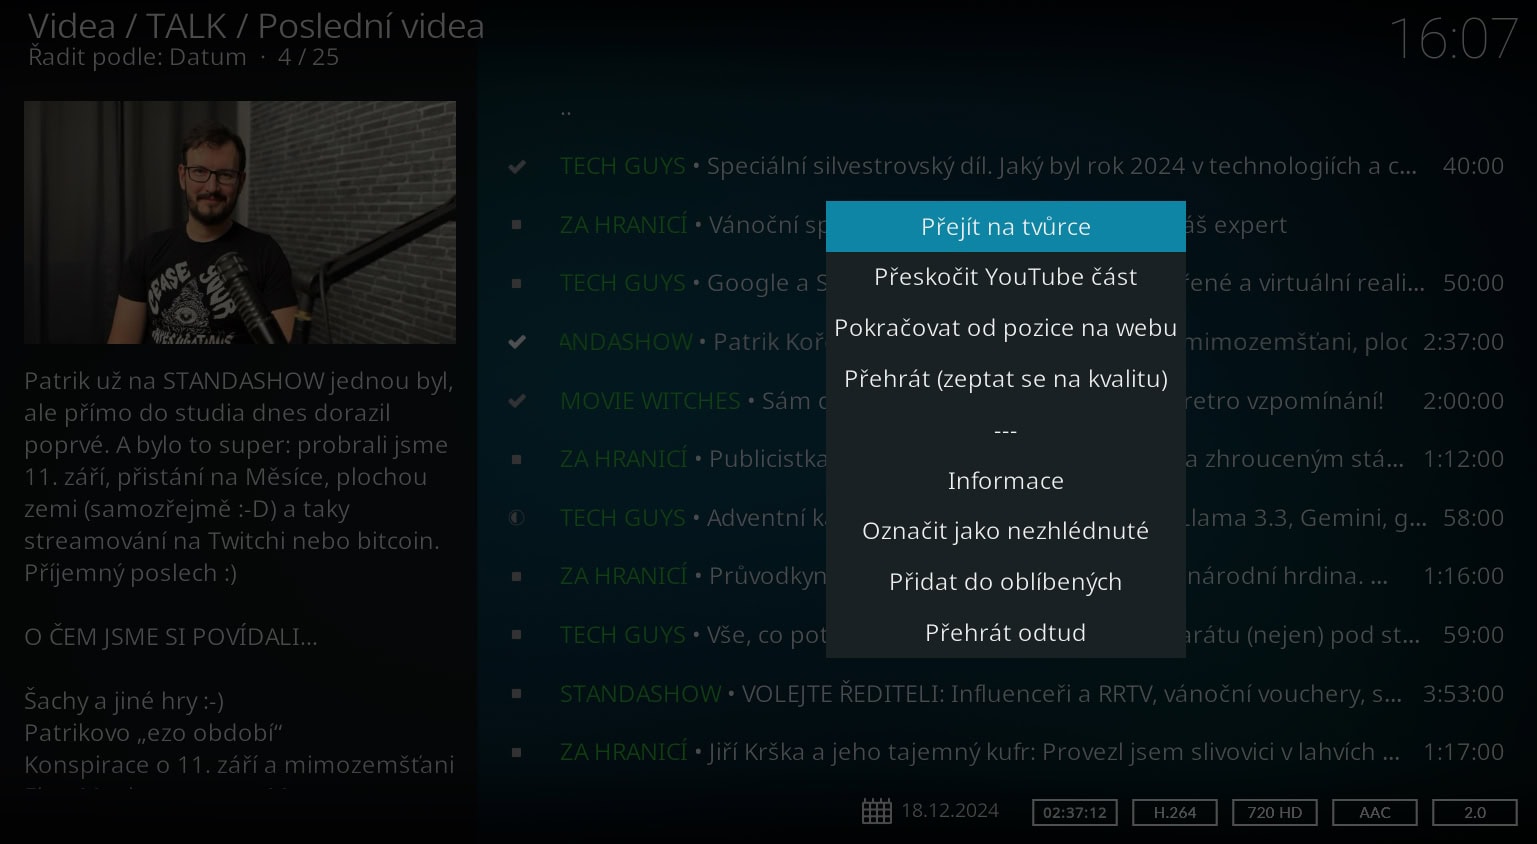 Videa / TALK / Poslední videa
Řadit podle: Datum · 4 / 25
16:07
CEASE YOUR
INVESTIGATIONS
Patrik už na STANDASHOW jednou byl,
ale přímo do studia dnes dorazil
poprvé. A bylo to super: probrali jsme
11. září, přistání na Měsíce, plochou
zemi (samozřejmě :-D) a taky
streamování na Twitchi nebo bitcoin.
Příjemný poslech :)
O ČEM JSME SI POVÍDALI...
Šachy a jiné hry :-)
Patrikovo „ezo období“
Konspirace o 11. září a mimozemšťani
..
TECH GUYS • Speciální silvestrovský díl. Jaký byl rok 2024 v technologiích a c... 40:00
ZA HRANICÍ • Vánoční sp áš expert
TECH GUYS • Google a S řené a virtuální reali... 50:00
ANDASHOW • Patrik Koř mimozemšťani, ploc 2:37:00
MOVIE WITCHES • Sám d retro vzpomínání! 2:00:00
ZA HRANICÍ • Publicistka a zhrouceným stá... 1:12:00
TECH GUYS • Adventní ka Llama 3.3, Gemini, g... 58:00
ZA HRANICÍ • Průvodkyn národní hrdina. ... 1:16:00
TECH GUYS • Vše, co pot arátu (nejen) pod st... 59:00
STANDASHOW • VOLEJTE ŘEDITELI: Influenceři a RRTV, vánoční vouchery, s... 3:53:00
ZA HRANICÍ • Jiří Krška a jeho tajemný kufr: Provezl jsem slivovici v lahvích ... 1:17:00
Přejít na tvůrce
Přeskočit YouTube část
Pokračovat od pozice na webu
Přehrát (zeptat se na kvalitu)
---
Informace
Označit jako nezhlédnuté
Přidat do oblíbených
Přehrát odtud
18.12.2024 02:37:12 H.264 720 HD AAC 2.0